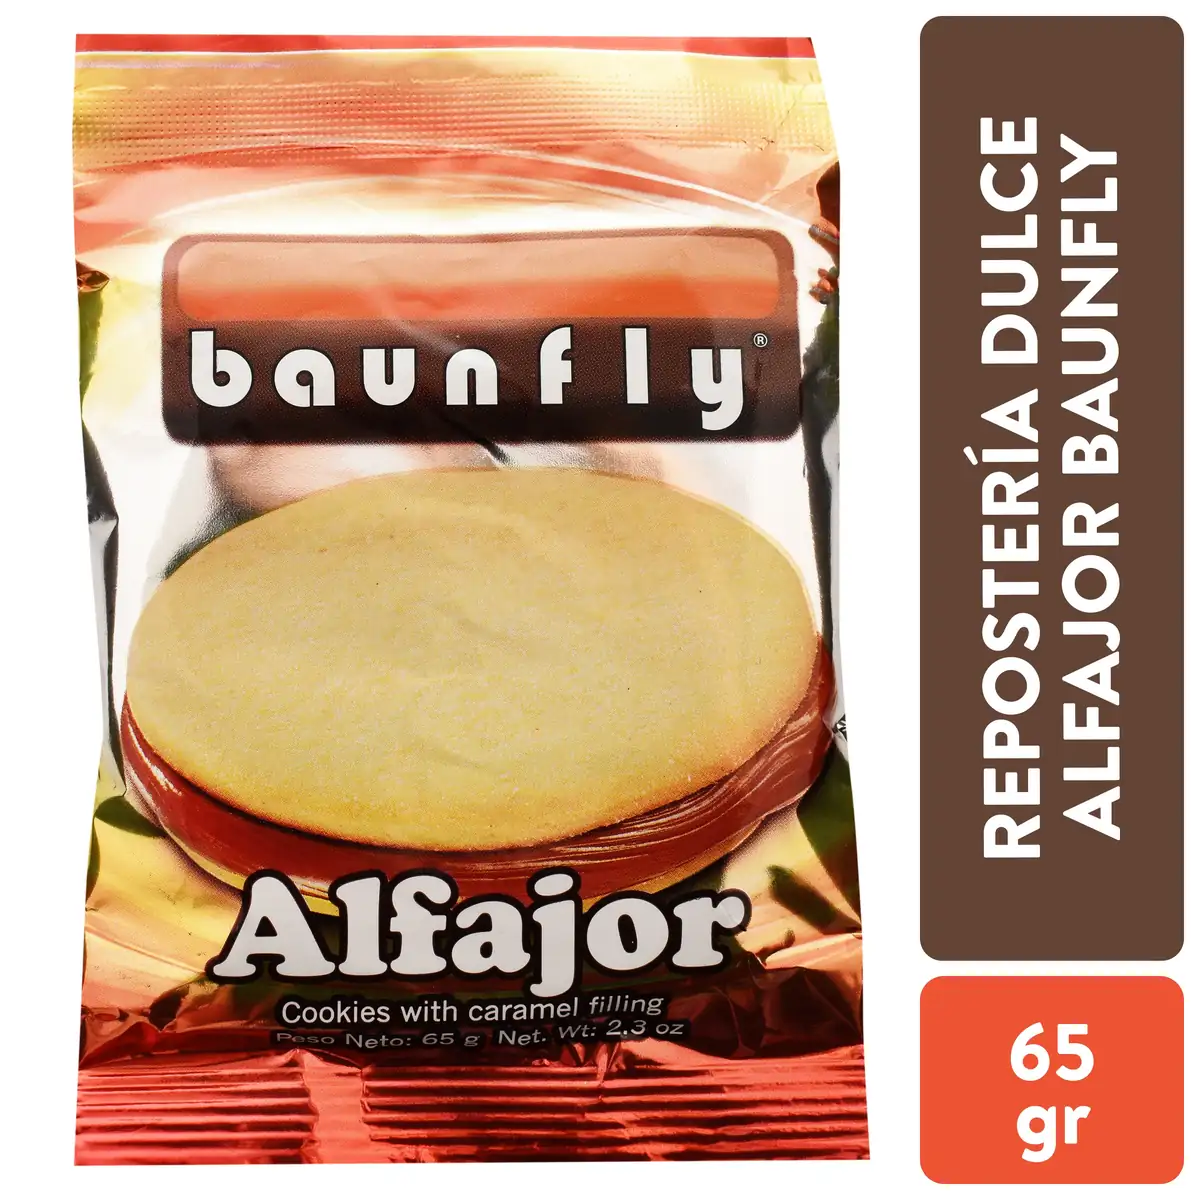 baunfly®
Alfajor
Cookies with caramel filling
Peso Neto: 65 g Net. Wt: 2.3 oz
REPOSTERÍA DULCE
ALFAJOR BAUNFLY
65
gr